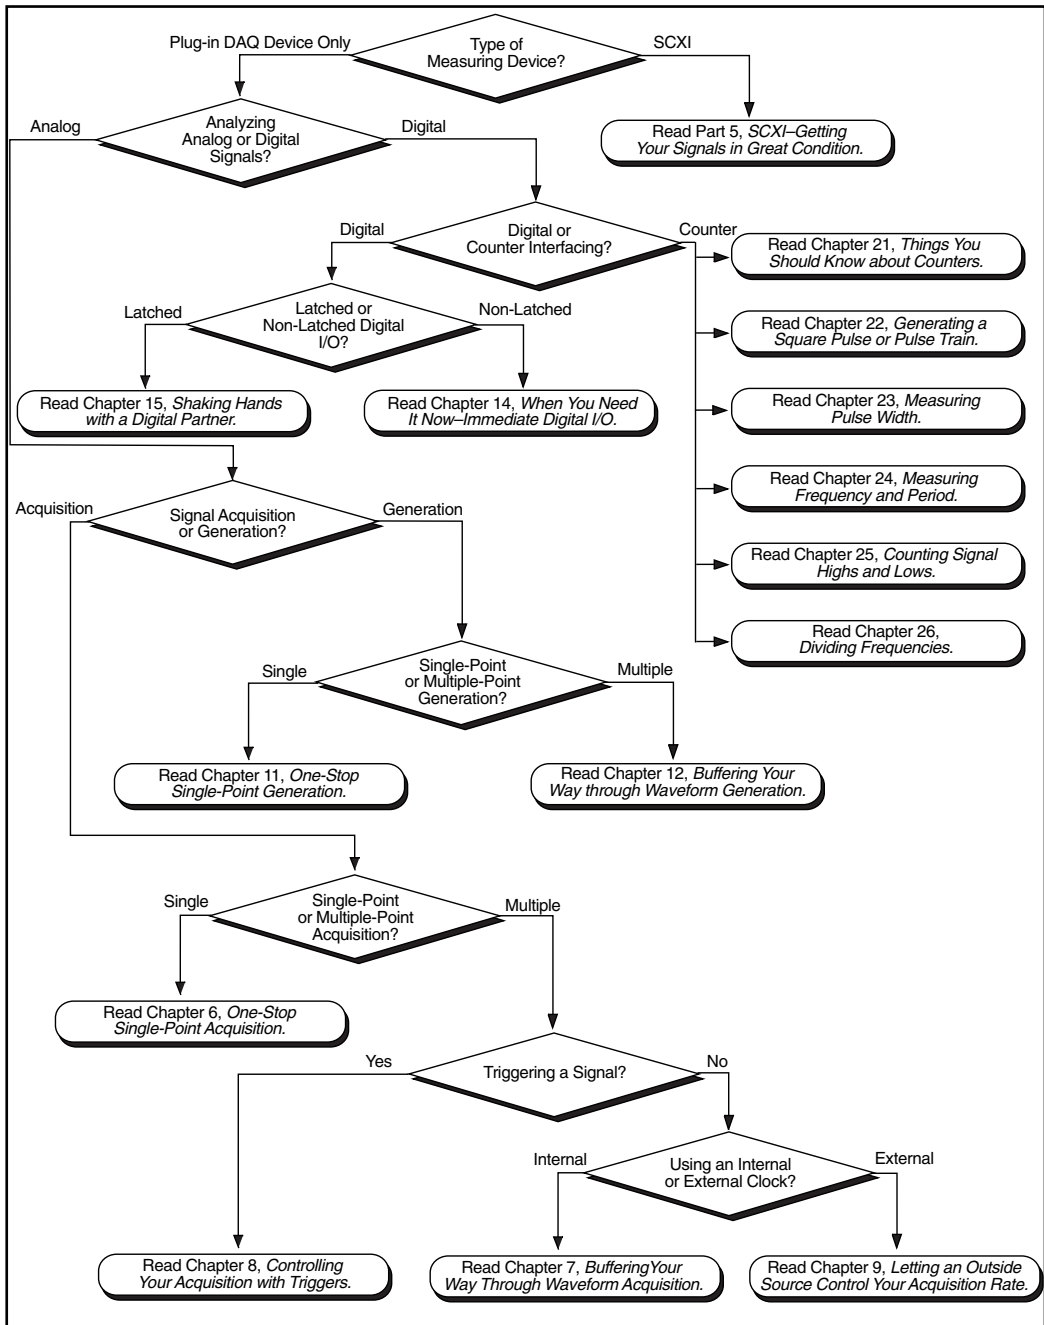 Plug-in DAQ Device Only
Type of
Measuring Device?
SCXI
Analog
Analyzing
Analog or Digital
Signals?
Digital
Read Part 5, SCXI–Getting
Your Signals in Great Condition.
Digital
Digital or
Counter Interfacing?
Counter
Read Chapter 21, Things You
Should Know about Counters.
Latched
Latched or
Non-Latched Digital
I/O?
Non-Latched
Read Chapter 22, Generating a
Square Pulse or Pulse Train.
Read Chapter 15, Shaking Hands
with a Digital Partner.
Read Chapter 14, When You Need
It Now–Immediate Digital I/O.
Read Chapter 23, Measuring
Pulse Width.
Read Chapter 24, Measuring
Frequency and Period.
Acquisition
Signal Acquisition
or Generation?
Generation
Read Chapter 25, Counting Signal
Highs and Lows.
Read Chapter 26,
Dividing Frequencies.
Single
Single-Point
or Multiple-Point
Generation?
Multiple
Read Chapter 11, One-Stop
Single-Point Generation.
Read Chapter 12, Buffering Your
Way through Waveform Generation.
Single
Single-Point
or Multiple-Point
Acquisition?
Multiple
Read Chapter 6, One-Stop
Single-Point Acquisition.
Yes
Triggering a Signal?
No
Internal
Using an Internal
or External Clock?
External
Read Chapter 8, Controlling
Your Acquisition with Triggers.
Read Chapter 7, BufferingYour
Way Through Waveform Acquisition.
Read Chapter 9, Letting an Outside
Source Control Your Acquisition Rate.